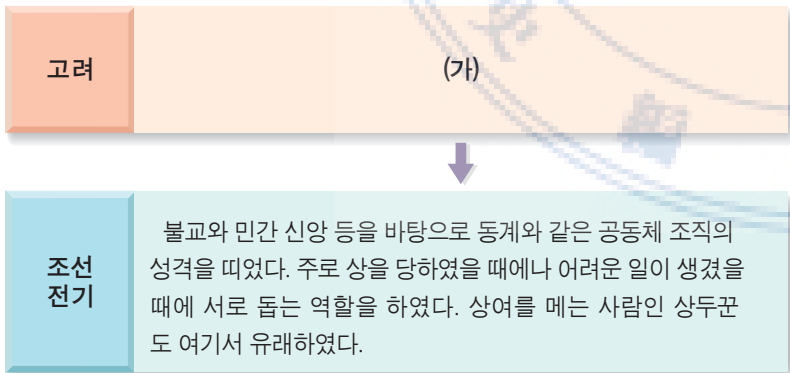 고려
(가)
조선
전기
불교와 민간 신앙 등을 바탕으로 동계와 같은 공동체 조직의
성격을 띠었다. 주로 상을 당하였을 때에나 어려운 일이 생겼을
때에 서로 돕는 역할을 하였다. 상여를 메는 사람인 상두꾼
도 여기서 유래하였다.